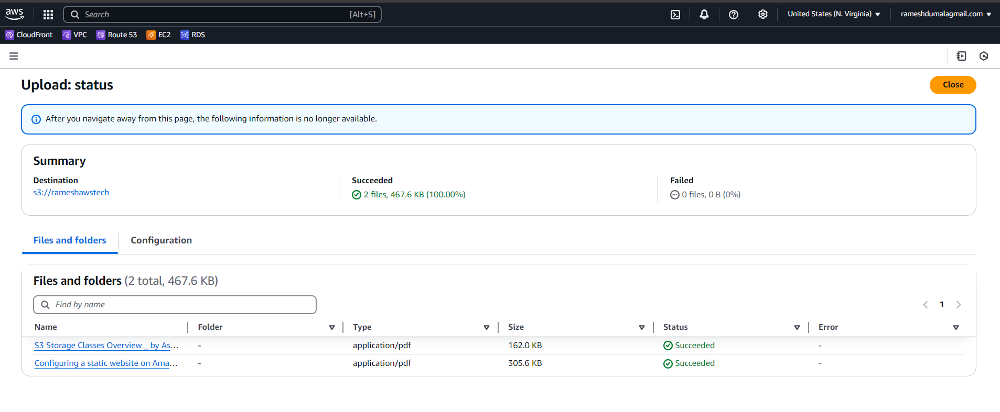 aws Search [Alt+S] United States (N. Virginia) rameshdumalagmail.com
CloudFront VPC Route 53 EC2 RDS
Upload: status Close
After you navigate away from this page, the following information is no longer available.
Summary
Destination Succeeded Failed
s3://rameshawstech 2 files, 467.6 KB (100.00%) 0 files, 0 B (0%)
Files and folders Configuration
Files and folders (2 total, 467.6 KB)
Find by name 1
Name Folder Type Size Status Error
S3 Storage Classes Overview _ by As... - application/pdf 162.0 KB Succeeded -
Configuring a static website on Ama... - application/pdf 305.6 KB Succeeded -